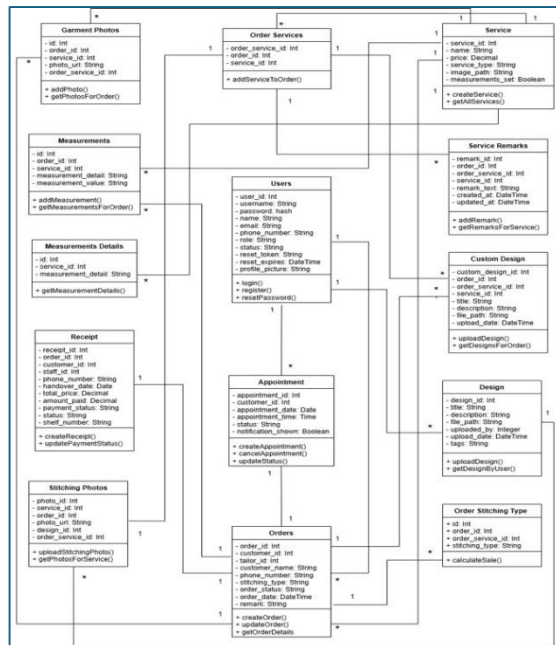 Garment Photos
- id: Int
- order_id: Int
- service_id: Int
- photo_url: String
- order_service_id: Int
+ addPhoto()
+ getPhotosForOrder()
Order Services
- order_service_id: Int
- order_id: Int
- service_id: Int
+ addServiceToOrder()
Service
- service_id: Int
- name: String
- price: Decimal
- service_type: String
- image_path: String
- measurements_set: Boolean
+ createService()
+ getAllServices()
Measurements
- id: Int
- order_id: Int
- service_id: Int
- measurement_detail: String
- measurement_value: String
+ addMeasurement()
+ getMeasurementsForOrder()
Users
- user_id: Int
- username: String
- password: hash
- name: String
- email: String
- phone_number: String
- role: String
- status: String
- reset_token: String
- reset_expires: DateTime
- profile_picture: String
+ login()
+ register()
+ resetPassword()
Service Remarks
- remark_id: Int
- order_id: Int
- order_service_id: Int
- service_id: Int
- remark_text: String
- created_at: DateTime
- updated_at: DateTime
+ addRemark()
+ getRemarksForService()
Measurements Details
- id: Int
- service_id: Int
- measurement_detail: String
+ getMeasurementDetails()
Custom Design
- custom_design_id: Int
- order_id: Int
- order_service_id: Int
- service_id: Int
- title: String
- description: String
- file_path: String
- upload_date: DateTime
+ uploadDesign()
+ getDesignsForOrder()
Receipt
- receipt_id: Int
- order_id: Int
- customer_id: Int
- staff_id: Int
- phone_number: String
- handover_date: Date
- total_price: Decimal
- amount_paid: Decimal
- payment_status: String
- status: String
- shelf_number: String
+ createReceipt()
+ updatePaymentStatus()
Appointment
- appointment_id: Int
- customer_id: Int
- appointment_date: Date
- appointment_time: Time
- status: String
- notification_shown: Boolean
+ createAppointment()
+ cancelAppointment()
+ updateStatus()
Design
- design_id: Int
- title: String
- description: String
- file_path: String
- uploaded_by: Integer
- upload_date: DateTime
- tags: String
+ uploadDesign()
+ getDesignByUser()
Stitching Photos
- photo_id: Int
- service_id: Int
- order_id: Int
- photo_url: String
- design_id: Int
- order_service_id: Int
+ uploadStitchingPhoto()
+ getPhotosForService()
Orders
- order_id: Int
- customer_id: Int
- tailor_id: Int
- customer_name: String
- phone_number: String
- stitching_type: String
- order_status: String
- order_date: DateTime
- remark: String
+ createOrder()
+ updateOrder()
+ getOrderDetails
Order Stitching Type
+ id: Int
+ order_id: Int
+ order_service_id: Int
+ stitching_type: String
+ calculateSale()